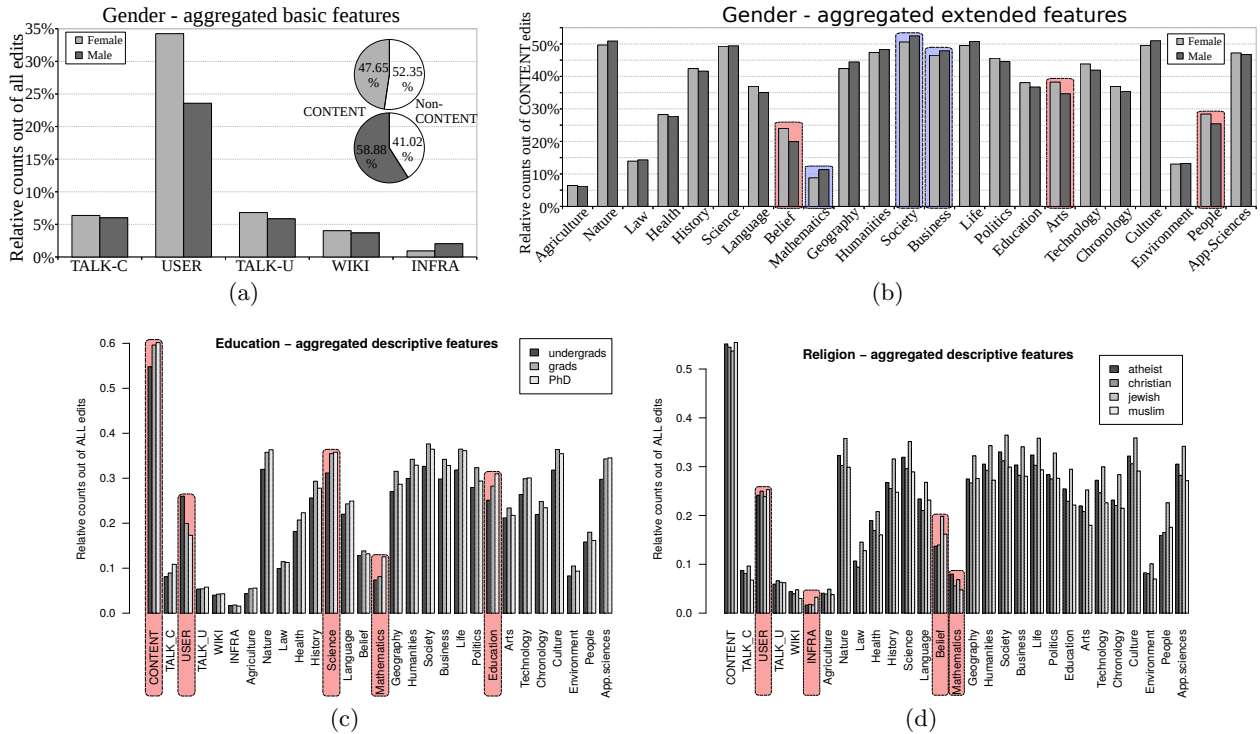 Gender - aggregated basic features
Relative counts out of all edits
35%
30%
25%
20%
15%
10%
5%
0%
Female
Male
47.65
%
52.35
%
CONTENT
Non-
CONTENT
58.88
%
41.02
%
TALK-C
USER
TALK-U
WIKI
INFRA
(a)
Gender - aggregated extended features
Relative counts out of CONTENT edits
50%
40%
30%
20%
10%
0%
Female
Male
Agriculture
Nature
Law
Health
History
Science
Language
Belief
Mathematics
Geography
Humanities
Society
Business
Life
Politics
Education
Arts
Technology
Chronology
Culture
Environment
People
App.Sciences
(b)
Education – aggregated descriptive features
Relative counts out of ALL edits
0.6
0.5
0.4
0.3
0.2
0.1
0.0
undergrads
grads
PhD
CONTENT
TALK_C
USER
TALK_U
WIKI
INFRA
Agriculture
Nature
Law
Health
History
Science
Language
Belief
Mathematics
Geography
Humanities
Society
Business
Life
Politics
Education
Arts
Technology
Chronology
Culture
Environment
People
App.sciences
(c)
Religion – aggregated descriptive features
Relative counts out of ALL edits
0.5
0.4
0.3
0.2
0.1
0.0
atheist
christian
jewish
muslim
CONTENT
TALK_C
USER
TALK_U
WIKI
INFRA
Agriculture
Nature
Law
Health
History
Science
Language
Belief
Mathematics
Geography
Humanities
Society
Business
Life
Politics
Education
Arts
Technology
Chronology
Culture
Environment
People
App.sciences
(d)